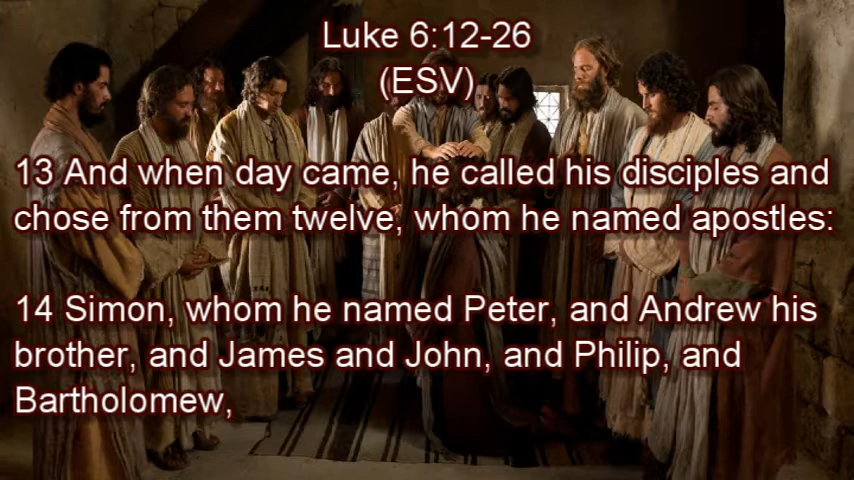 Luke 6:12-26
(ESV)
13 And when day came, he called his disciples and
chose from them twelve, whom he named apostles:
14 Simon, whom he named Peter, and Andrew his
brother, and James and John, and Philip, and
Bartholomew,